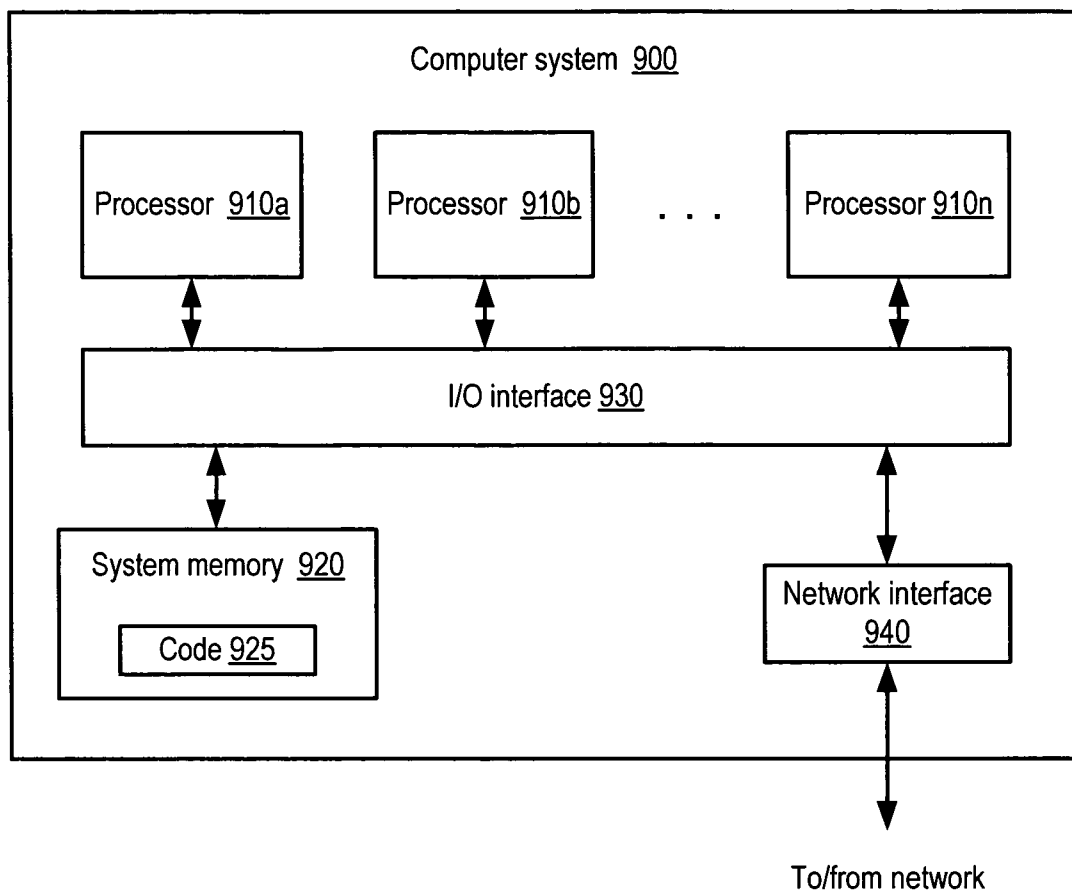 Computer system 900
Processor 910a
Processor 910b
. . .
Processor 910n
I/O interface 930
System memory 920
Code 925
Network interface
940
To/from network